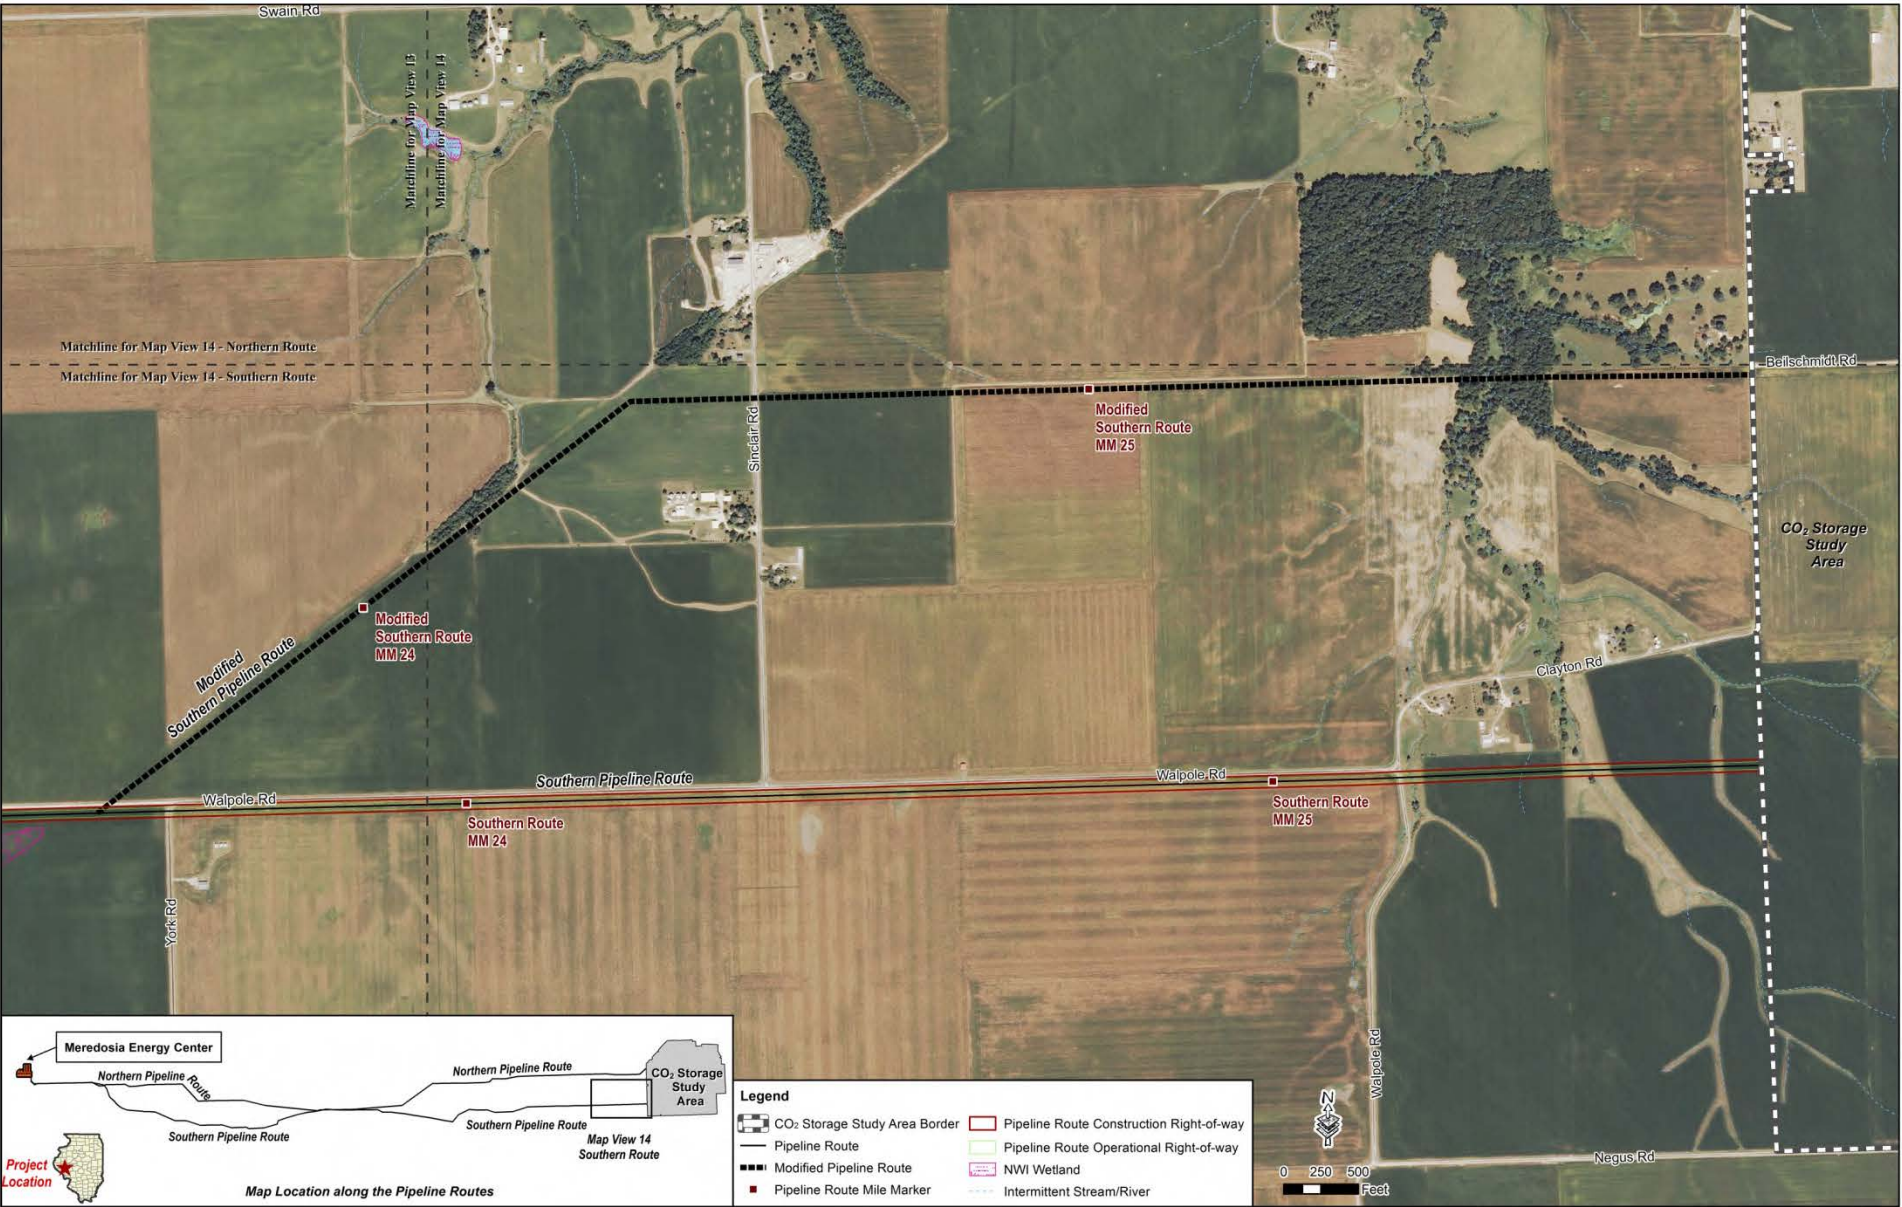 Swain Rd
Matchline for Map View 13
Matchline for Map View 14
Matchline for Map View 14 - Northern Route
Matchline for Map View 14 - Southern Route
Beilschmidt Rd
Modified
Southern Route
MM 25
Sinclair Rd
CO₂ Storage
Study
Area
Modified
Southern Route
MM 24
Modified
Southern Pipeline Route
Clayton Rd
Southern Pipeline Route
Walpole Rd
Walpole Rd
Southern Route
MM 24
Southern Route
MM 25
York Rd
Walpole Rd
Negus Rd
Meredosia Energy Center
Northern Pipeline Route
Northern Pipeline Route
CO₂ Storage
Study
Area
Southern Pipeline Route
Southern Pipeline Route
Map View 14
Southern Route
Project
Location
Map Location along the Pipeline Routes
Legend
CO₂ Storage Study Area Border
Pipeline Route
Modified Pipeline Route
Pipeline Route Mile Marker
Pipeline Route Construction Right-of-way
Pipeline Route Operational Right-of-way
NWI Wetland
Intermittent Stream/River
N
0 250 500
Feet